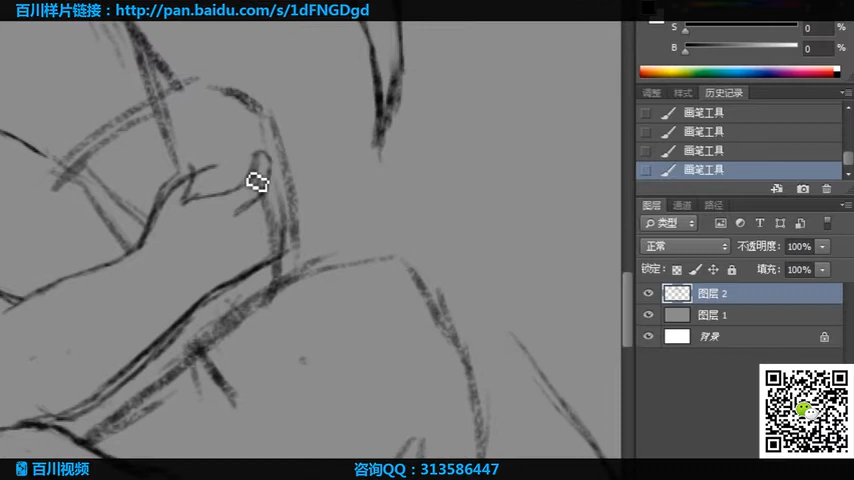 百川样片链接：http://pan.baidu.com/s/1dFNGDgd
S 0 %
B 0 %
调整 样式 历史记录
画笔工具
画笔工具
画笔工具
画笔工具
图层 通道 路径
类型 T
正常 不透明度: 100%
锁定: 填充: 100%
图层 2
图层 1
背景
百川视频
咨询QQ：313586447